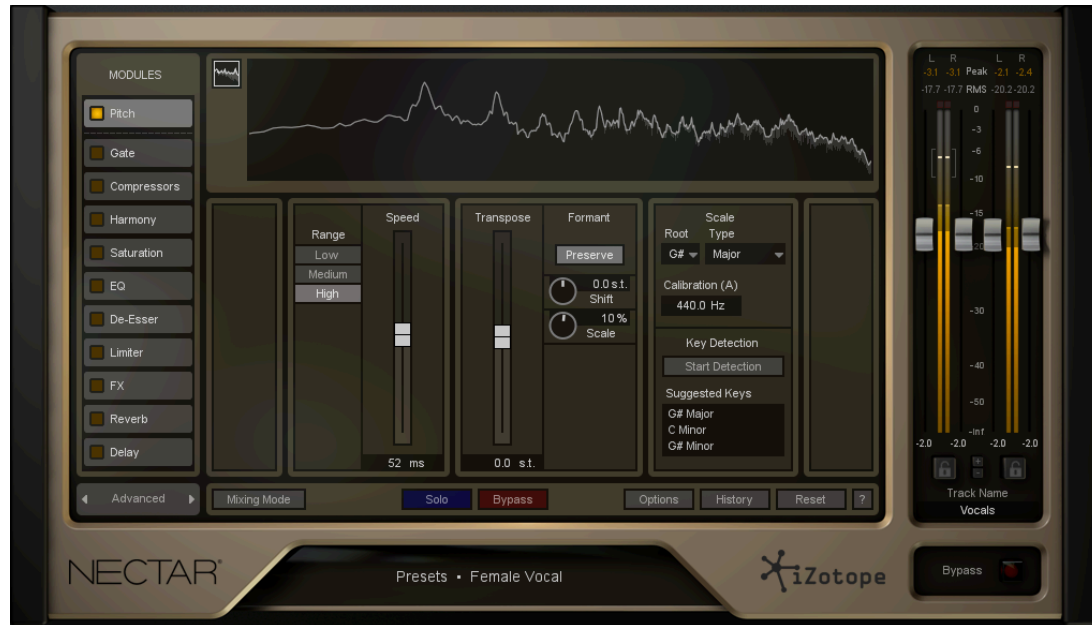 MODULES
Pitch
Gate
Compressors
Harmony
Saturation
EQ
De-Esser
Limiter
FX
Reverb
Delay
Advanced
Range
Low
Medium
High
Speed
52 ms
Transpose
0.0 s.t.
Formant
Preserve
0.0 s.t.
Shift
10 %
Scale
Scale
Root Type
G# Major
Calibration (A)
440.0 Hz
Key Detection
Start Detection
Suggested Keys
G# Major
C Minor
G# Minor
Mixing Mode
Solo
Bypass
Options
History
Reset
?
L R L R
-3.1 -3.1 Peak -2.1 -2.4
-17.7 -17.7 RMS -20.2 -20.2
0
-3
-6
-10
-15
-20
-30
-40
-50
-Inf
-2.0 -2.0 -2.0 -2.0
+
-
Track Name
Vocals
NECTAR®
Presets • Female Vocal
iZotope
Bypass